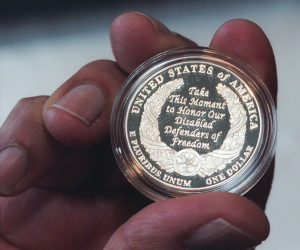 UNITED STATES of AMERICA
Take
This Moment
to Honor Our
Disabled
Defenders of
Freedom
E PLURIBUS UNUM
ONE DOLLAR